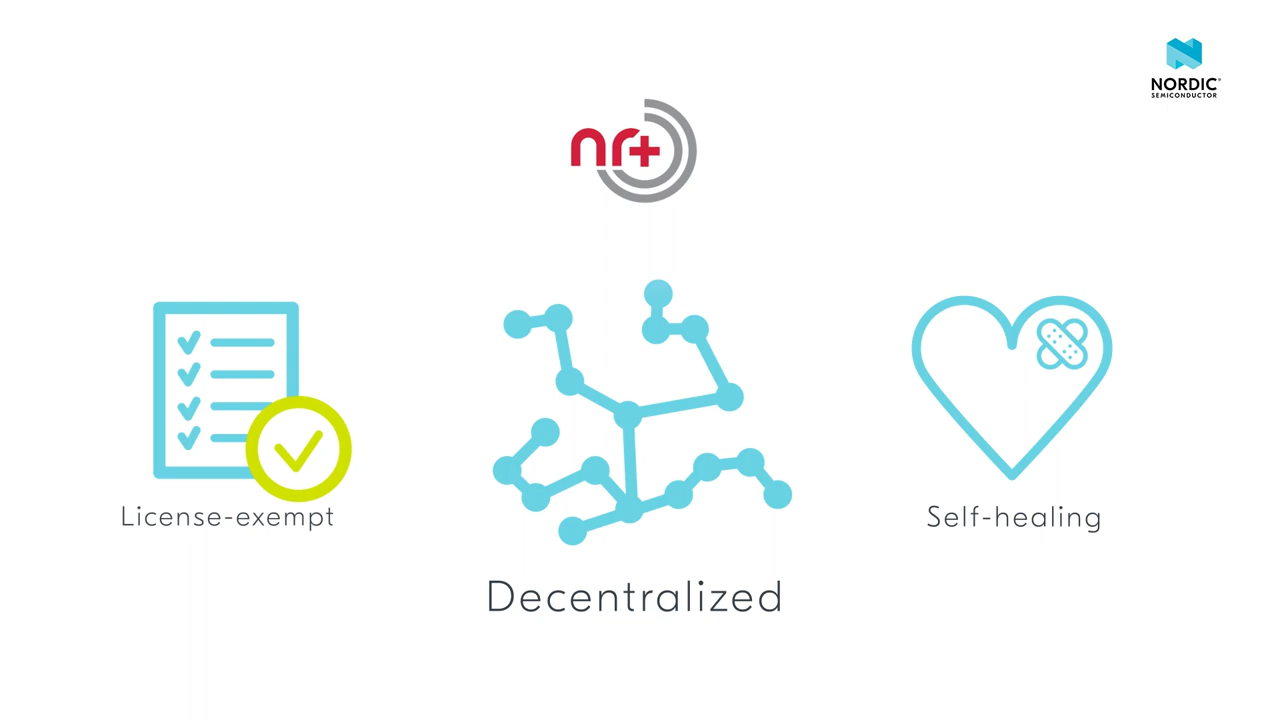 NORDIC®
SEMICONDUCTOR
nr+
License-exempt
Decentralized
Self-healing